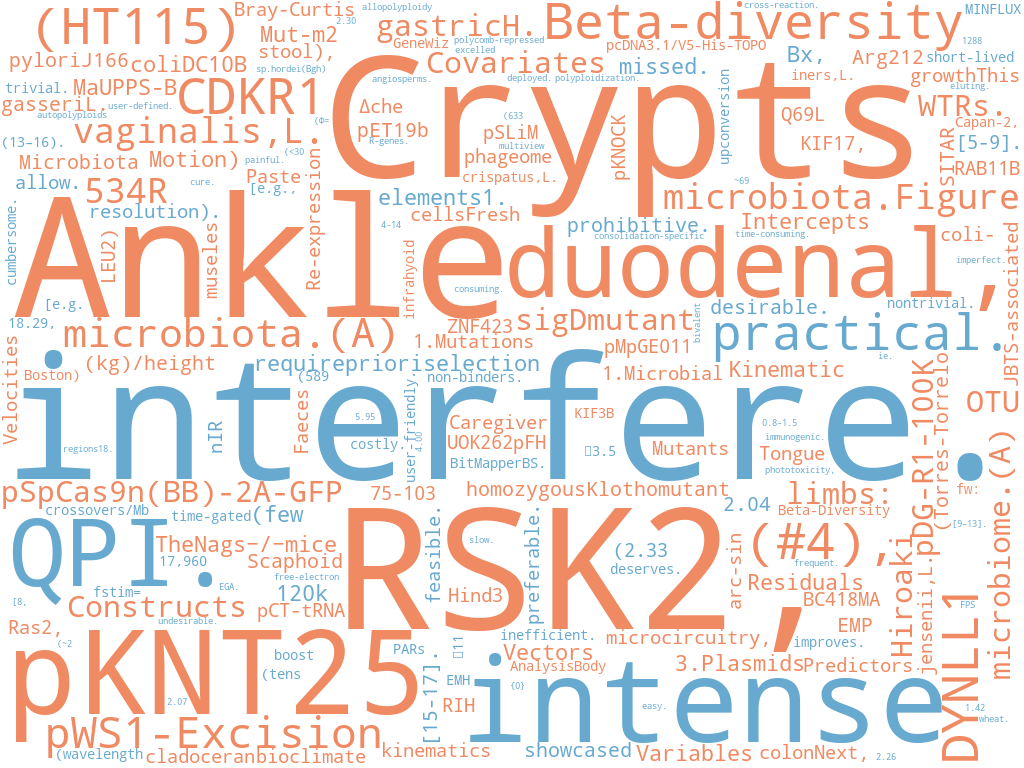 (HT115)
Bray-Curtis
2.30
allopolyploidy
cross-reaction.
MINFLUX
Mut-m2
stool),
gastricH.
GeneWiz
polycomb-repressed
excelled
Beta-diversity
1288
pyloriJ166
coliDC10B
sp.hordei(Bgh)
angiosperms.
Covariates
deployed.
polyploidization.
pcDNA3.1/V5-His-TOPO
missed.
Bx,
Arg212
short-lived
trivial.
MaUPPS-B
CDKR1
Crypts
iners,L.
growthThis
eluting.
gasseriL.
user-defined.
autopolyploids
Δche
(633
Q69L
WTRs.
Capan-2,
(13–16).
vaginalis,L.
(Φ=
pET19b
pSLiM
pKNOCK
upconversion
KIF17,
[5-9].
K-genes.
multiview
Microbiota
Motion)
(<30
painful.
phageome
crispatus,L.
SITAR
RAB11B
allow.
534R
cure.
Paste
[e.g.,
~69
elements1.
microbiota.Figure
cumbersome.
resolution).
Re-expression
cellsFresh
prohibitive.
Intercepts
4–14
LEU2)
museles
infrahyoid
consolidation-specific
time-consuming.
coli-
Ankle
duodenal,
imperfect.
JBTS-associated
consuming.
[e.g.
desirable.
nontrivial.
18.29,
microbiota.(A)
ZNF423
sigDmutant
bivalent
practical.
1.Mutations
pMpGE011
ie.
Velocities
Boston)
(kg)/height
requirepprioriselection
(589
non-binders.
user-friendly.
1.Microbial
Kinematic
interfere.
nIR
Faeces
5.95
costly.
4.00
Caregiver
KIF3B
0.8–1.5
OTU
regions18.
UOK262pFH
3.5
Mutants
immunogenic.
Tongue
BitMapperBS.
phototoxicity,
pDG-R1-100K
(Torres-Torrelo
pSpCas9n(BB)-2A-GFP
75-103
homozygousKlothomutant
limbs:
fw:
microbiome.(A)
crossovers/Mb
time-gated
(few
2.04
Beta-Diversity
[9–13].
QPI.
RSK2,
TheNags−/−mice
feasible.
slow.
preferable.
(2.33
arc-sin
(#4),
17,960
Scaphoid
deserves.
frequent.
free-electron
Residuals
[8,
fstim=
EGA.
120k
Hind3
BC418MA
Hiroaki
Jensenii,L.
FPS
Constructs
pCT-tRNA
undesirable.
Ras2,
(~2
PARs
11
inefficient.
microcircuitry,
EMP
improves.
pKNT25
boost
[15-17].
Vectors
3.Plasmids
Predictors.
(tens
EMH
AnalysisBody
DYNLL1
2.07
RIH
{0}
intense
easy.
1.42
wheat.
pWS1-Excision
(wavelength
cladoceranbioclimate
kinematics
showcased
Variables
colonNext,
2.26